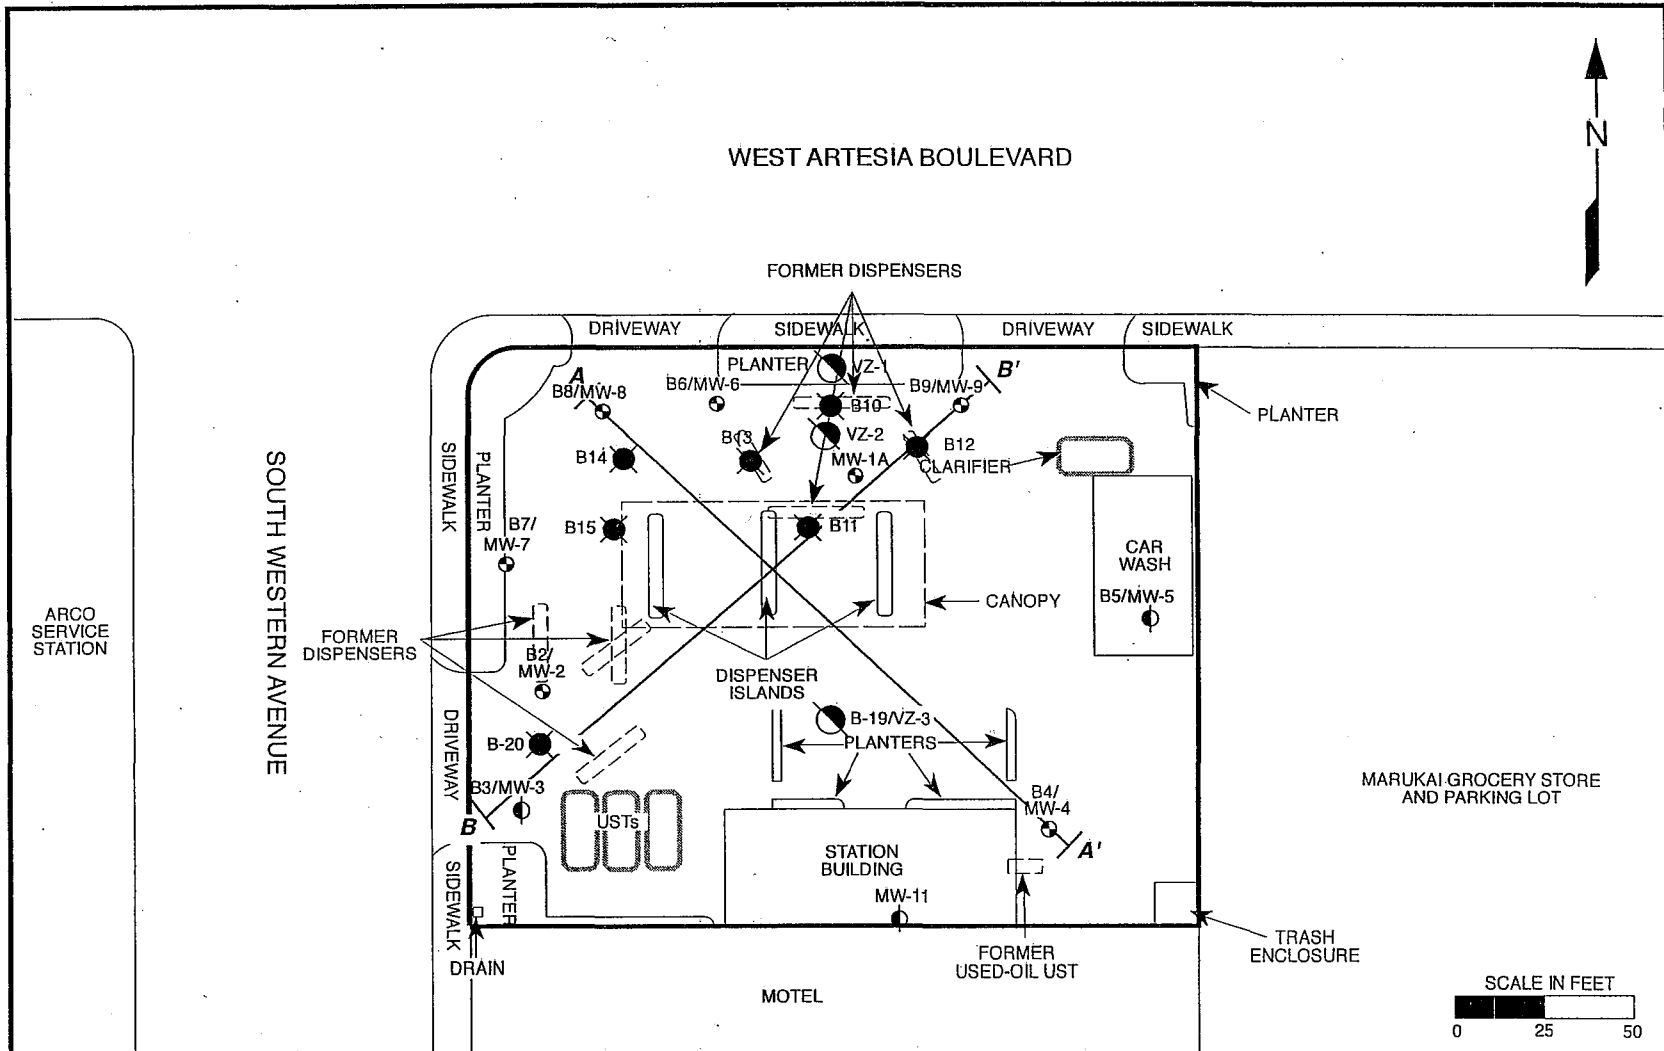 N
WEST ARTESIA BOULEVARD
FORMER DISPENSERS
DRIVEWAY
SIDEWALK
DRIVEWAY
SIDEWALK
PLANTER
VZ-1
A
B8/MW-8
B6/MW-6
B9/MW-9
B'
B10
PLANTER
B13
VZ-2
B12
B14
MW-1A
CLARIFIER
SIDEWALK
PLANTER
SOUTH WESTERN AVENUE
B7/
MW-7
B15
B11
CAR
WASH
B5/MW-5
CANOPY
ARCO
SERVICE
STATION
FORMER
DISPENSERS
B2/
MW-2
DISPENSER
ISLANDS
B-19/VZ-3
PLANTERS
DRIVEWAY
B-20
B3/MW-3
B
USTs
B4/
MW-4
A'
MARUKAI GROCERY STORE
AND PARKING LOT
STATION
BUILDING
MW-11
SIDEWALK
PLANTER
DRAIN
FORMER
USED-OIL UST
TRASH
ENCLOSURE
MOTEL
SCALE IN FEET
0 25 50